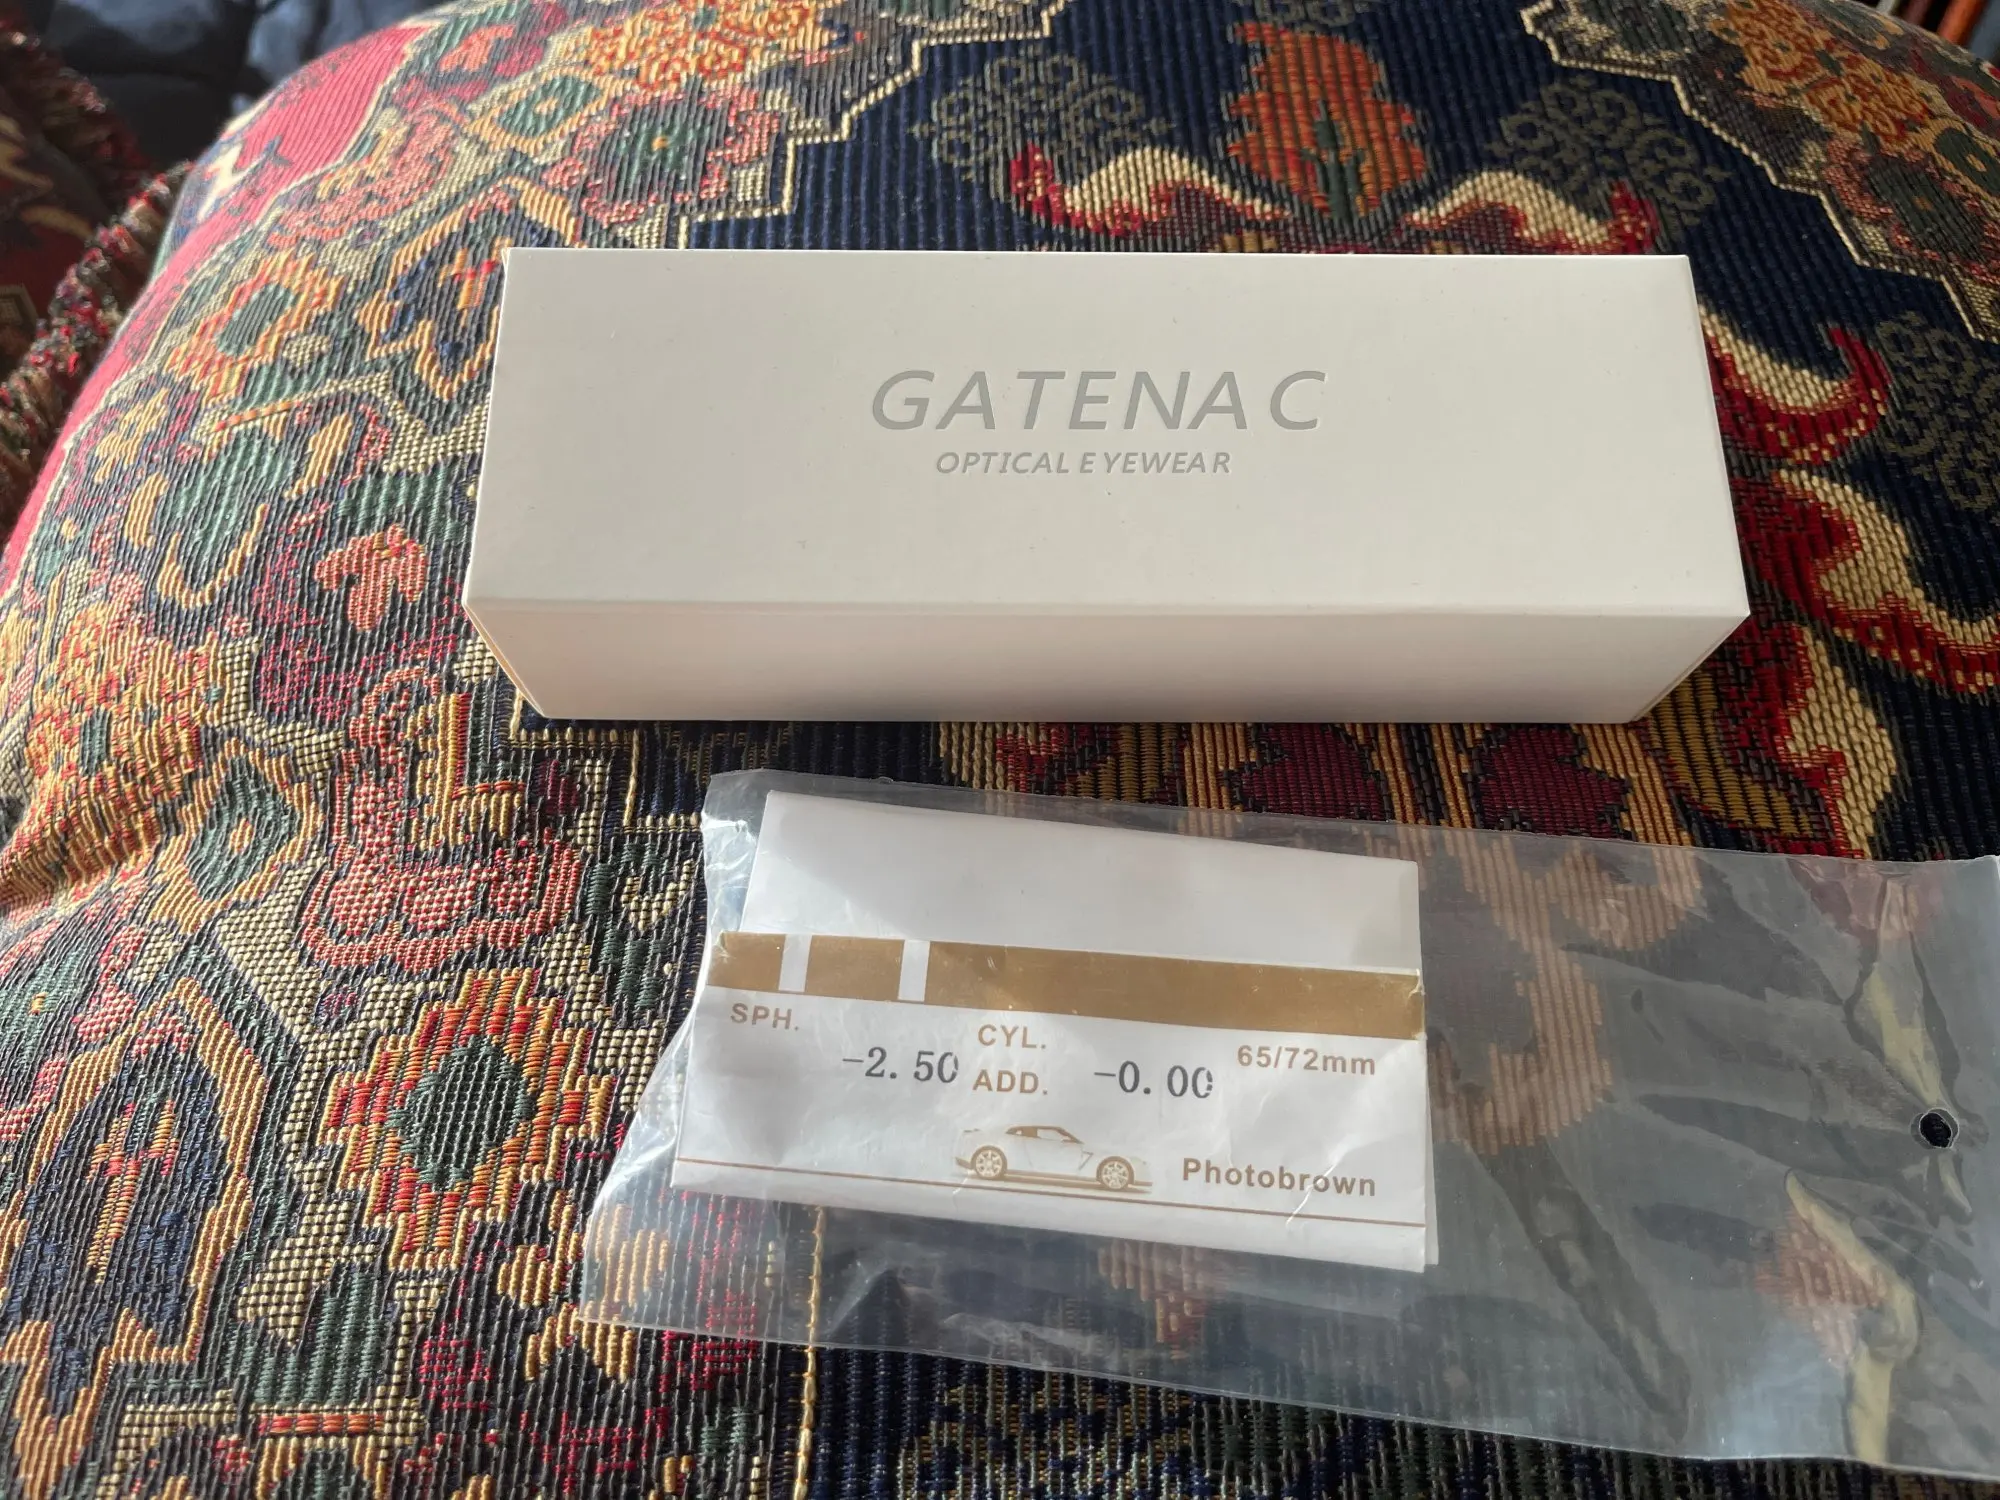 GATENAC
OPTICAL EYEWEAR
SPH. -2.50 CYL. ADD. -0.00 65/72mm
Photobrown